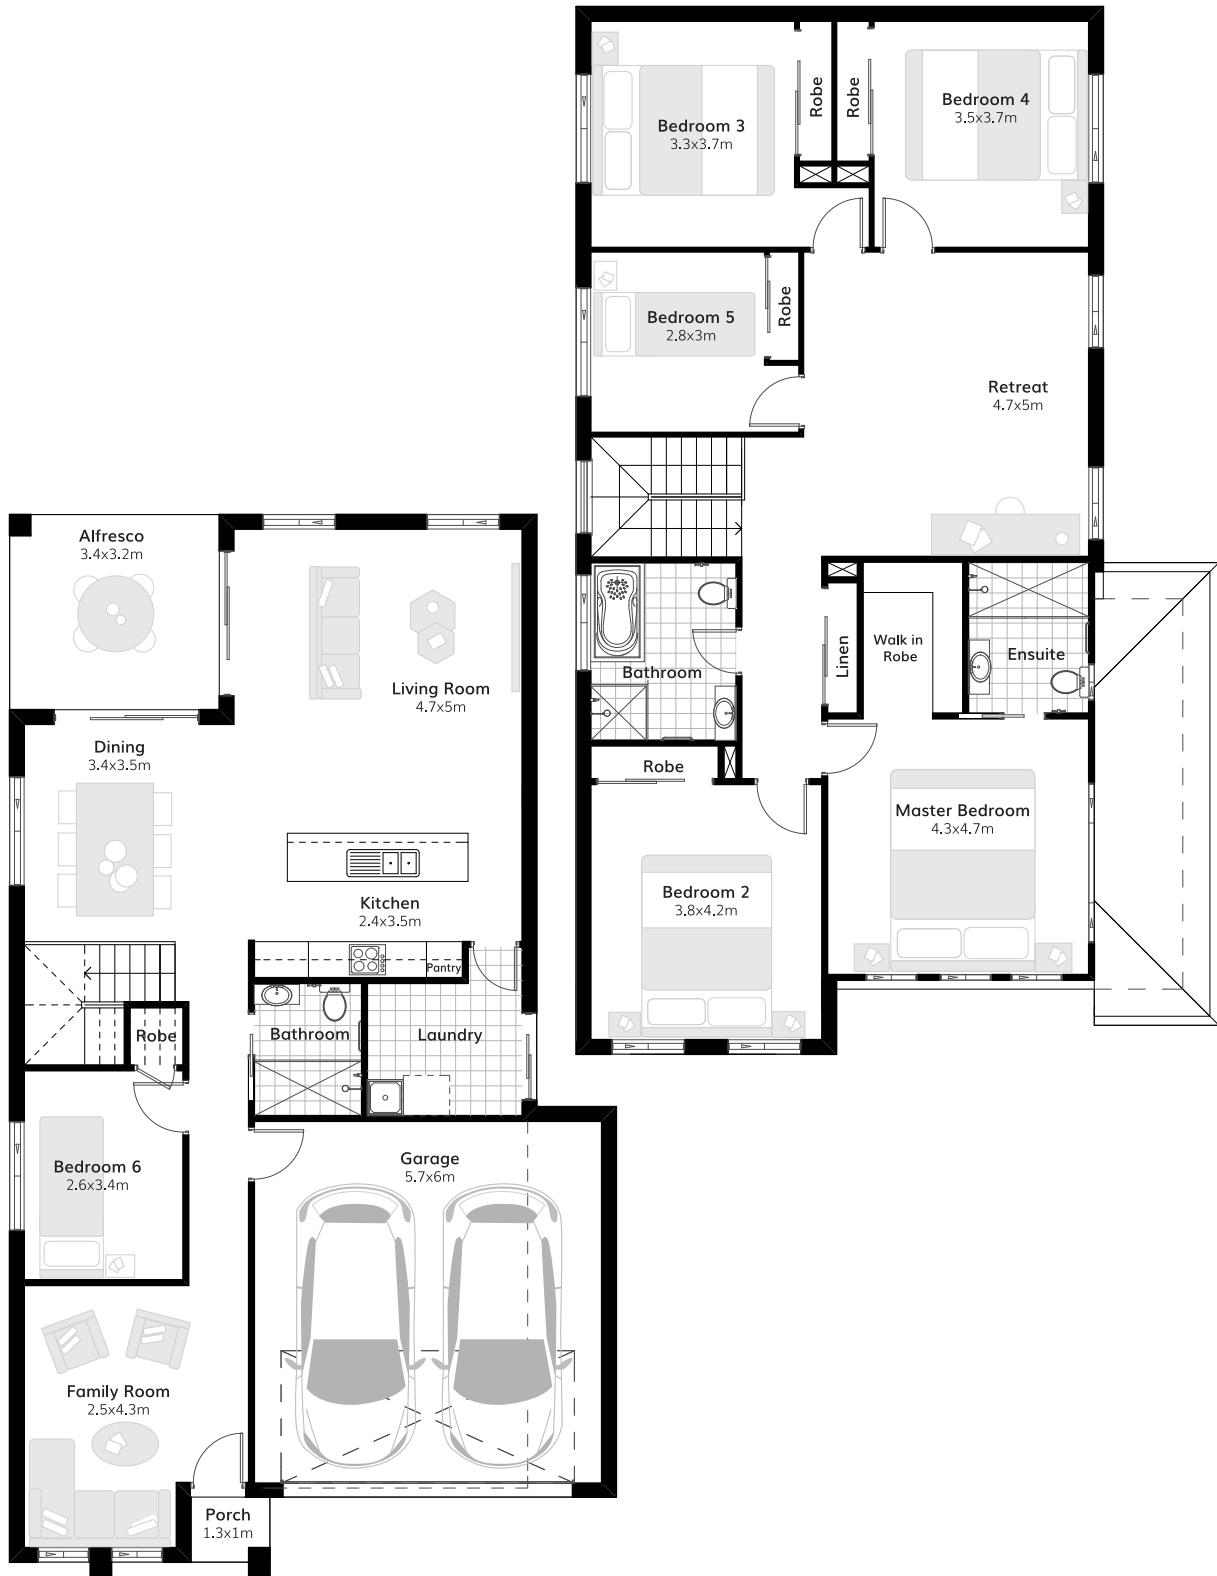 Bedroom 3
3.3x3.7m
Robe
Robe
Bedroom 4
3.5x3.7m
Bedroom 5
2.8x3m
Robe
Retreat
4.7x5m
Bathroom
Linen
Walk in
Robe
Ensuite
Robe
Master Bedroom
4.3x4.7m
Bedroom 2
3.8x4.2m
Alfresco
3.4x3.2m
Living Room
4.7x5m
Dining
3.4x3.5m
Kitchen
2.4x3.5m
Pantry
Robe
Bathroom
Laundry
Bedroom 6
2.6x3.4m
Garage
5.7x6m
Family Room
2.5x4.3m
Porch
1.3x1m